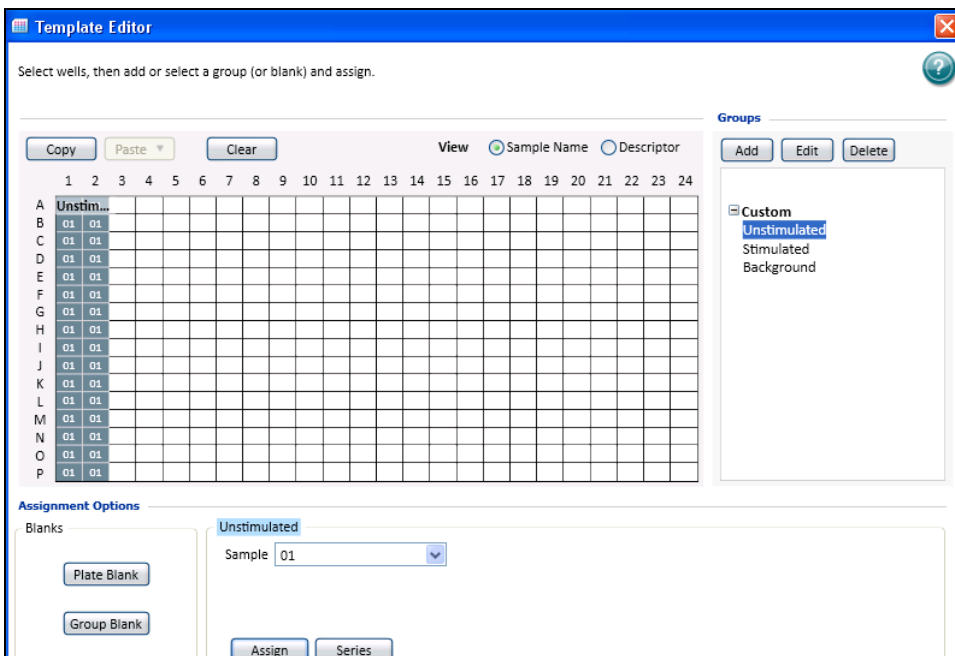 Template Editor
Select wells, then add or select a group (or blank) and assign.
?
Groups
Copy Paste Clear View Sample Name Descriptor
Add Edit Delete
1 2 3 4 5 6 7 8 9 10 11 12 13 14 15 16 17 18 19 20 21 22 23 24
A Unstim...
B 01 01
C 01 01
D 01 01
E 01 01
F 01 01
G 01 01
H 01 01
I 01 01
J 01 01
K 01 01
L 01 01
M 01 01
N 01 01
O 01 01
P 01 01
Custom
Unstimulated
Stimulated
Background
Assignment Options
Blanks
Plate Blank
Group Blank
Unstimulated
Sample 01
Assign Series